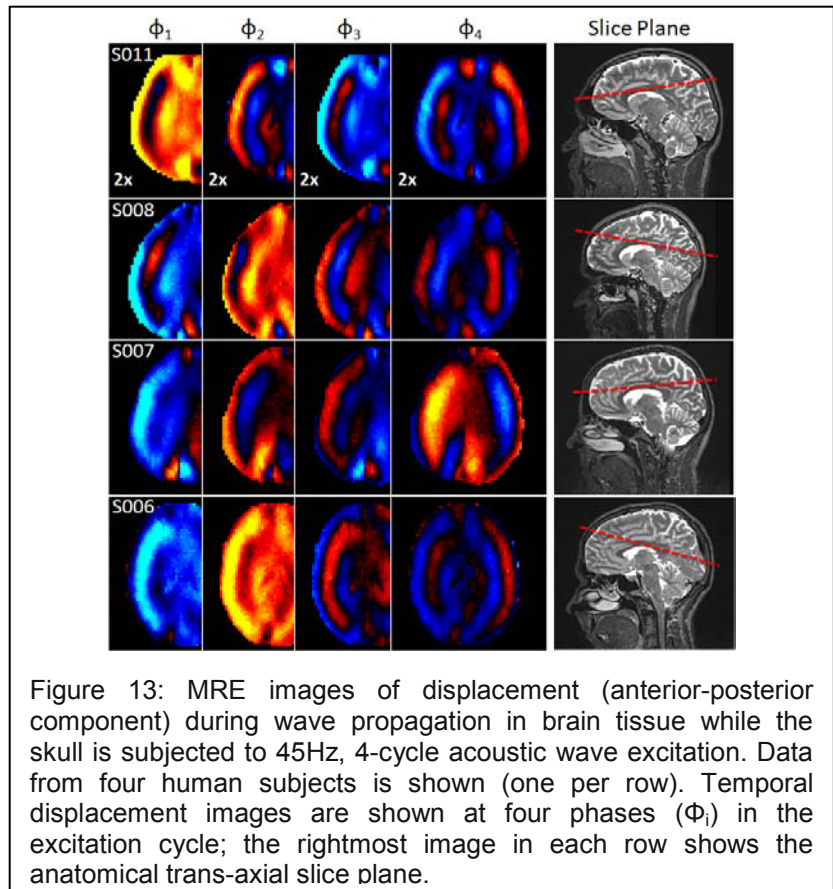 Φ₁ Φ₂ Φ₃ Φ₄ Slice Plane
S011
2x 2x 2x 2x
S008
S007
S006
Figure 13: MRE images of displacement (anterior-posterior
component) during wave propagation in brain tissue while the
skull is subjected to 45Hz, 4-cycle acoustic wave excitation. Data
from four human subjects is shown (one per row). Temporal
displacement images are shown at four phases (Φᵢ) in the
excitation cycle; the rightmost image in each row shows the
anatomical trans-axial slice plane.